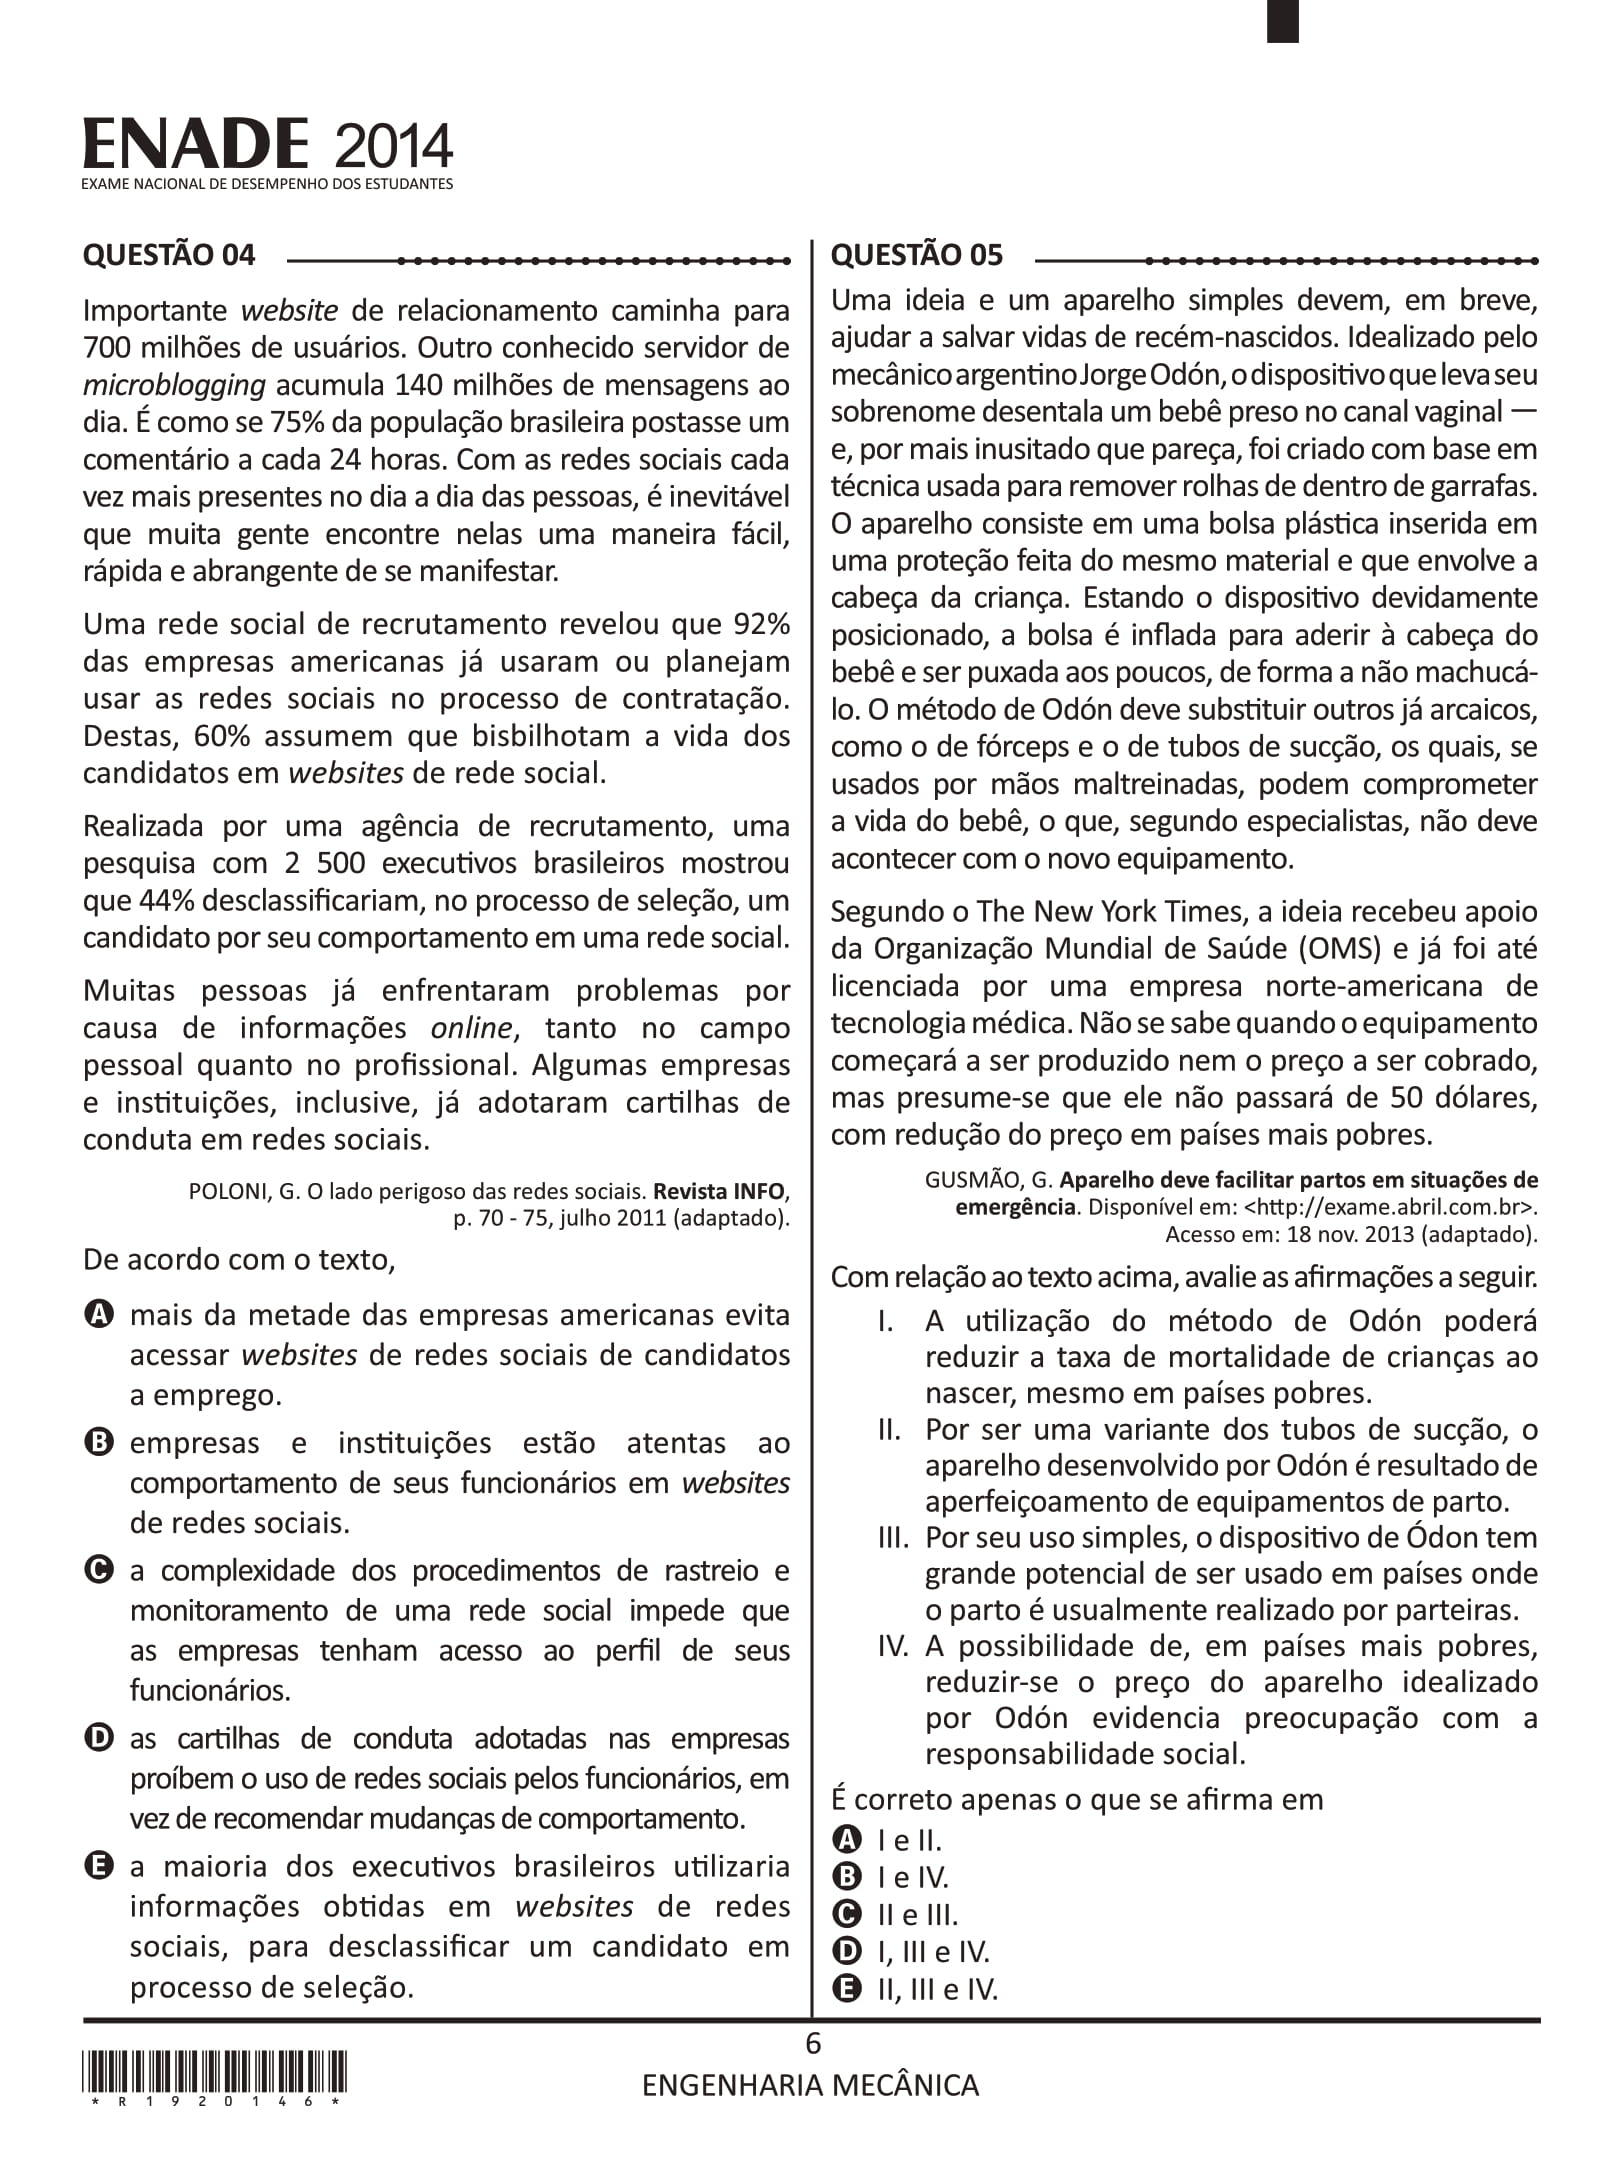 ENADE 2014
EXAME NACIONAL DE DESEMPENHO DOS ESTUDANTES
QUESTÃO 04
Importante website de relacionamento caminha para
700 milhões de usuários. Outro conhecido servidor de
microblogging acumula 140 milhões de mensagens ao
dia. É como se 75% da população brasileira postasse um
comentário a cada 24 horas. Com as redes sociais cada
vez mais presentes no dia a dia das pessoas, é inevitável
que muita gente encontre nelas uma maneira fácil,
rápida e abrangente de se manifestar.
Uma rede social de recrutamento revelou que 92%
das empresas americanas já usaram ou planejam
usar as redes sociais no processo de contratação.
Destas, 60% assumem que bisbilhotam a vida dos
candidatos em websites de rede social.
Realizada por uma agência de recrutamento, uma
pesquisa com 2 500 executivos brasileiros mostrou
que 44% desclassificariam, no processo de seleção, um
candidato por seu comportamento em uma rede social.
Muitas pessoas já enfrentaram problemas por
causa de informações online, tanto no campo
pessoal quanto no profissional. Algumas empresas
e instituições, inclusive, já adotaram cartilhas de
conduta em redes sociais.
POLONI, G. O lado perigoso das redes sociais. Revista INFO,
p. 70 - 75, julho 2011 (adaptado).
De acordo com o texto,
A mais da metade das empresas americanas evita
acessar websites de redes sociais de candidatos
a emprego.
B empresas e instituições estão atentas ao
comportamento de seus funcionários em websites
de redes sociais.
C a complexidade dos procedimentos de rastreio e
monitoramento de uma rede social impede que
as empresas tenham acesso ao perfil de seus
funcionários.
D as cartilhas de conduta adotadas nas empresas
proíbem o uso de redes sociais pelos funcionários, em
vez de recomendar mudanças de comportamento.
E a maioria dos executivos brasileiros utilizaria
informações obtidas em websites de redes
sociais, para desclassificar um candidato em
processo de seleção.
QUESTÃO 05
Uma ideia e um aparelho simples devem, em breve,
ajudar a salvar vidas de recém-nascidos. Idealizado pelo
mecânico argentino Jorge Odón, o dispositivo que leva seu
sobrenome desentala um bebê preso no canal vaginal —
e, por mais inusitado que pareça, foi criado com base em
técnica usada para remover rolhas de dentro de garrafas.
O aparelho consiste em uma bolsa plástica inserida em
uma proteção feita do mesmo material e que envolve a
cabeça da criança. Estando o dispositivo devidamente
posicionado, a bolsa é inflada para aderir à cabeça do
bebê e ser puxada aos poucos, de forma a não machucá-
lo. O método de Odón deve substituir outros já arcaicos,
como o de fórceps e o de tubos de sucção, os quais, se
usados por mãos maltreinadas, podem comprometer
a vida do bebê, o que, segundo especialistas, não deve
acontecer com o novo equipamento.
Segundo o The New York Times, a ideia recebeu apoio
da Organização Mundial de Saúde (OMS) e já foi até
licenciada por uma empresa norte-americana de
tecnologia médica. Não se sabe quando o equipamento
começará a ser produzido nem o preço a ser cobrado,
mas presume-se que ele não passará de 50 dólares,
com redução do preço em países mais pobres.
GUSMÃO, G. Aparelho deve facilitar partos em situações de
emergência. Disponível em: <http://exame.abril.com.br>.
Acesso em: 18 nov. 2013 (adaptado).
Com relação ao texto acima, avalie as afirmações a seguir.
I. A utilização do método de Odón poderá
reduzir a taxa de mortalidade de crianças ao
nascer, mesmo em países pobres.
II. Por ser uma variante dos tubos de sucção, o
aparelho desenvolvido por Odón é resultado de
aperfeiçoamento de equipamentos de parto.
III. Por seu uso simples, o dispositivo de Ódon tem
grande potencial de ser usado em países onde
o parto é usualmente realizado por parteiras.
IV. A possibilidade de, em países mais pobres,
reduzir-se o preço do aparelho idealizado
por Odón evidencia preocupação com a
responsabilidade social.
É correto apenas o que se afirma em
A I e II.
B I e IV.
C II e III.
D I, III e IV.
E II, III e IV.
6
ENGENHARIA MECÂNICA
* R 1 9 2 0 1 4 6 *